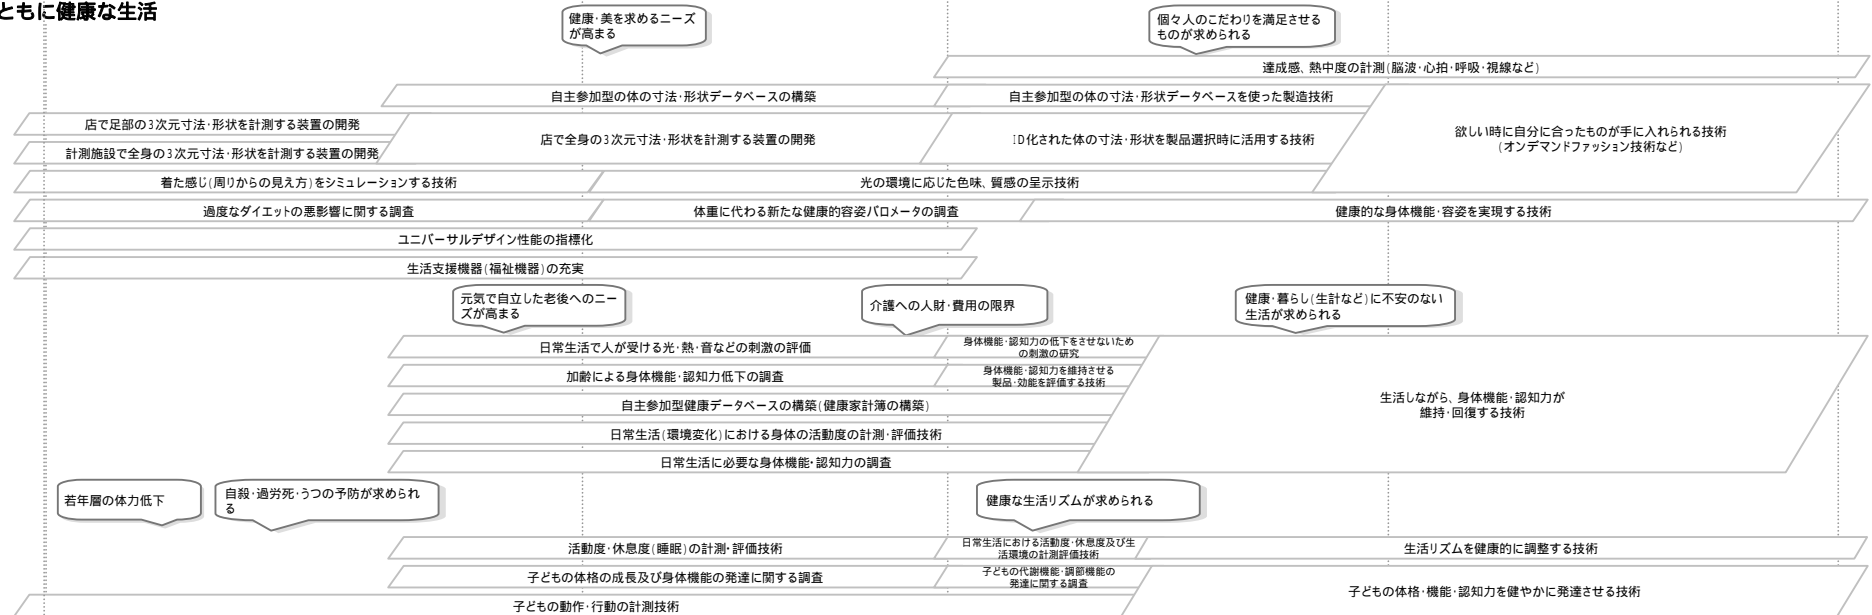 ともに健康な生活
健康・美を求めるニーズ
が高まる
個々人のこだわりを満足させる
ものが求められる
達成感、熱中度の計測(脳波・心拍・呼吸・視線など)
自主参加型の体の寸法・形状データベースの構築
自主参加型の体の寸法・形状データベースを使った製造技術
店で足部の3次元寸法・形状を計測する装置の開発
計測施設で全身の3次元寸法・形状を計測する装置の開発
店で全身の3次元寸法・形状を計測する装置の開発
ID化された体の寸法・形状を製品選択時に活用する技術
欲しい時に自分に合ったものが手に入れられる技術
(オンデマンドファッション技術など)
着た感じ(周りからの見え方)をシミュレーションする技術
光の環境に応じた色味、質感の呈示技術
過度なダイエットの悪影響に関する調査
体重に代わる新たな健康的容姿バロメータの調査
健康的な身体機能・容姿を実現する技術
ユニバーサルデザイン性能の指標化
生活支援機器(福祉機器)の充実
元気で自立した老後へのニー
ズが高まる
介護への人財・費用の限界
健康・暮らし(生計など)に不安のない
生活が求められる
日常生活で人が受ける光・熱・音などの刺激の評価
身体機能・認知力の低下をさせないため
の刺激の研究
加齢による身体機能・認知力低下の調査
身体機能・認知力を維持させる
製品・効能を評価する技術
自主参加型健康データベースの構築(健康家計簿の構築)
日常生活(環境変化)における身体の活動度の計測・評価技術
日常生活に必要な身体機能・認知力の調査
生活しながら、身体機能・認知力が
維持・回復する技術
若年層の体力低下
自殺・過労死・うつの予防が求められ
る
健康な生活リズムが求められる
活動度・休息度(睡眠)の計測・評価技術
日常生活における活動度・休息度及び生
活環境の計測評価技術
生活リズムを健康的に調整する技術
子どもの体格の成長及び身体機能の発達に関する調査
子どもの代謝機能・調節機能の
発達に関する調査
子どもの体格・機能・認知力を健やかに発達させる技術
子どもの動作・行動の計測技術